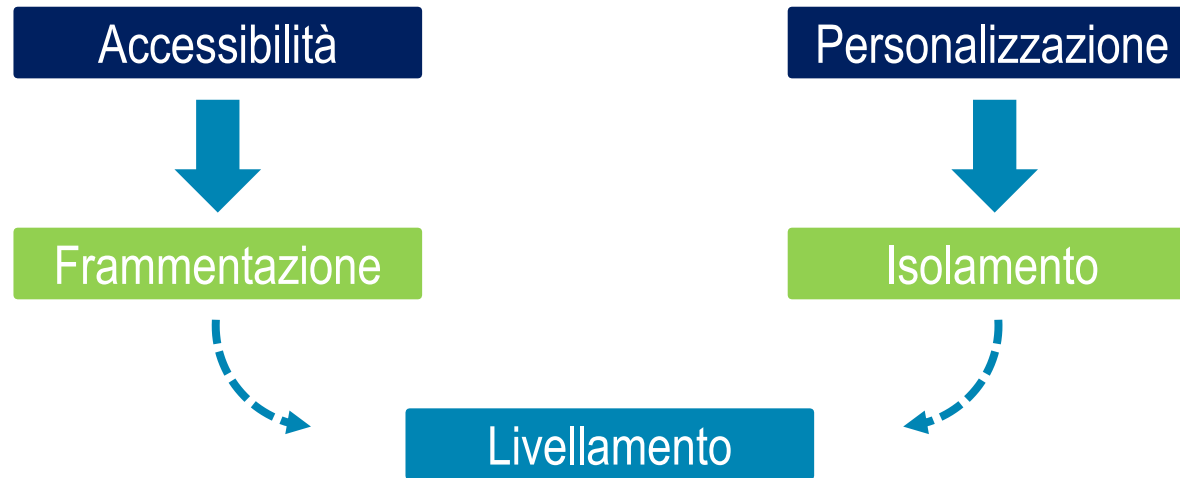 Accessibilità
Personalizzazione
Frammentazione
Isolamento
Livellamento